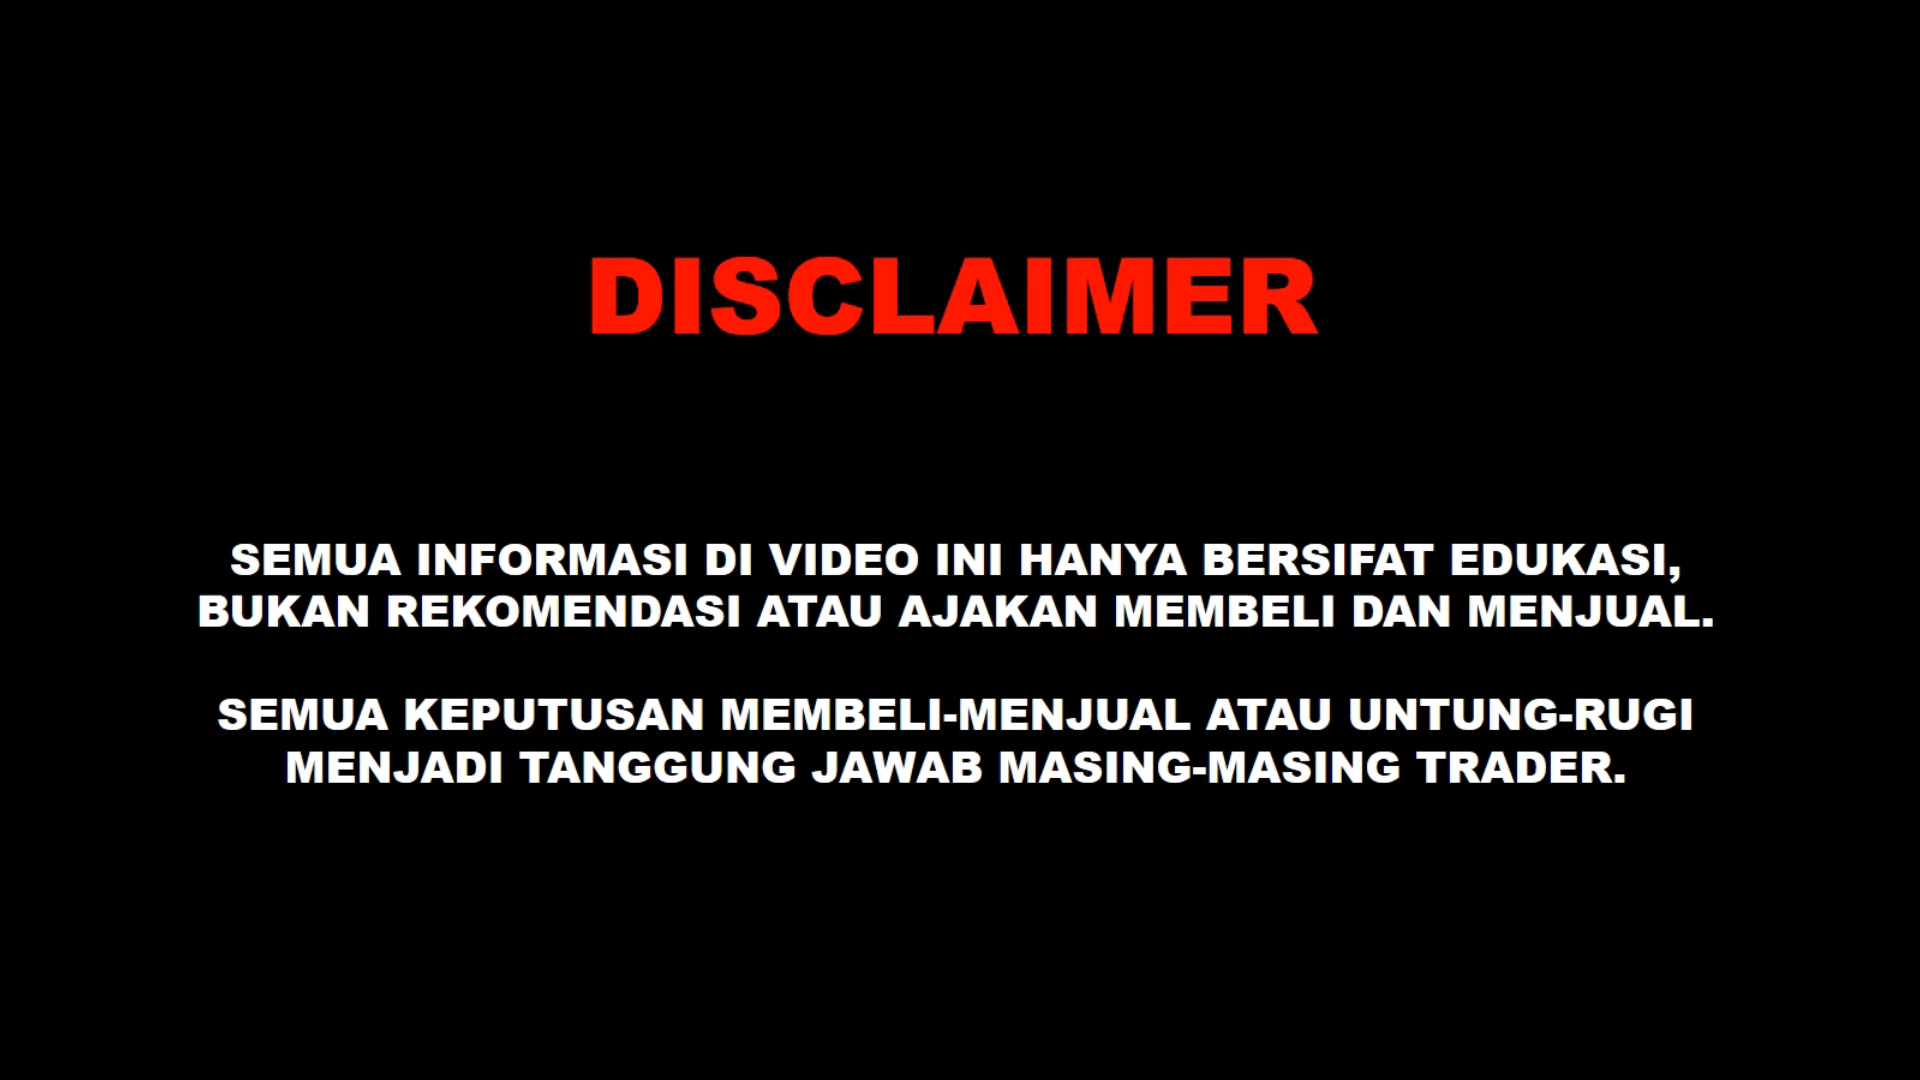 DISCLAIMER
SEMUA INFORMASI DI VIDEO INI HANYA BERSIFAT EDUKASI,
BUKAN REKOMENDASI ATAU AJAKAN MEMBELI DAN MENJUAL.
SEMUA KEPUTUSAN MEMBELI-MENJUAL ATAU UNTUNG-RUGI
MENJADI TANGGUNG JAWAB MASING-MASING TRADER.